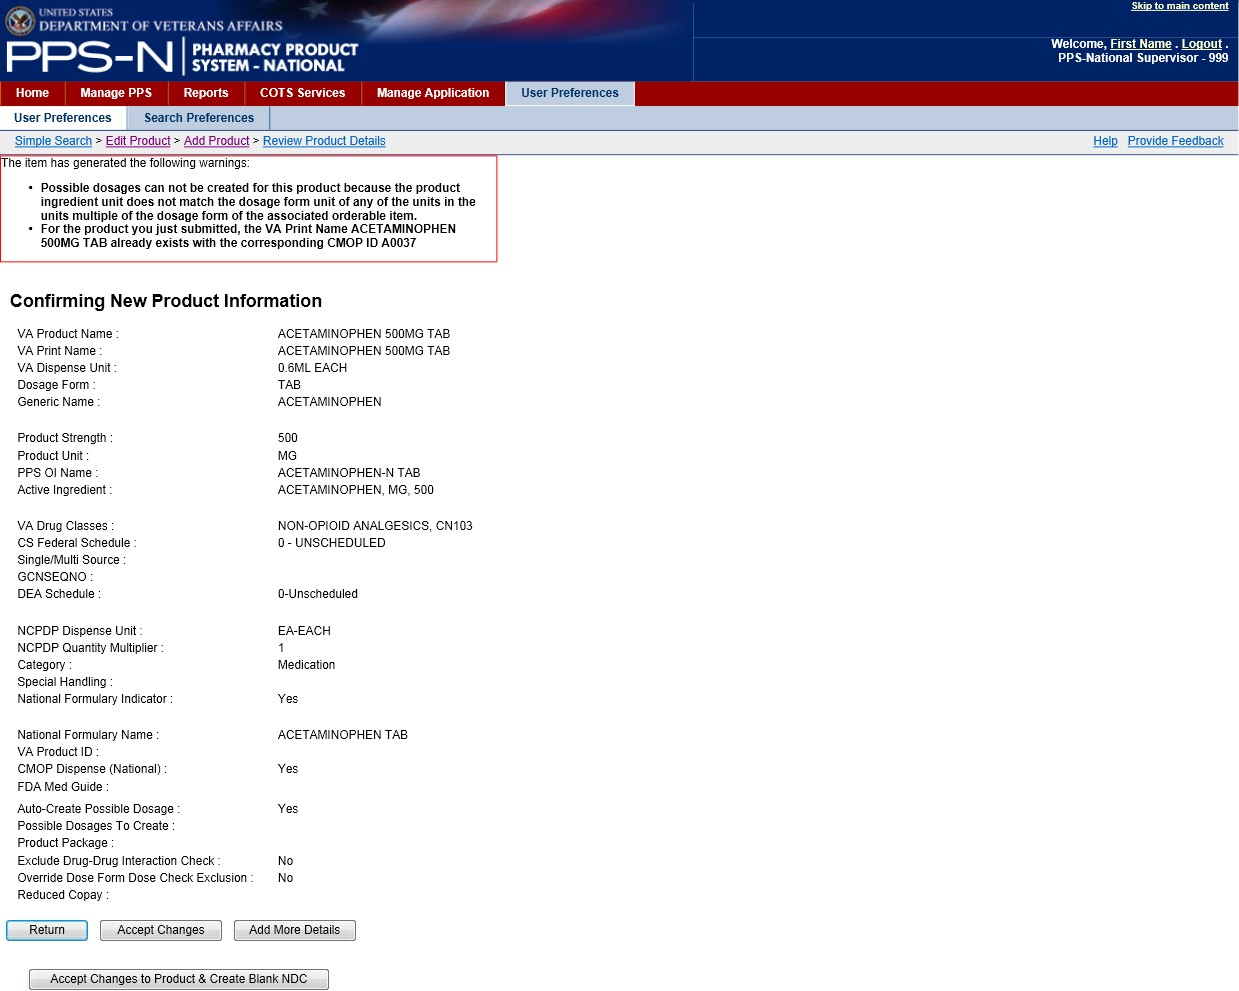 Skip to main content
UNITED STATES
DEPARTMENT OF VETERANS AFFAIRS
PPS-N PHARMACY PRODUCT SYSTEM - NATIONAL
Welcome, First Name . Logout .
PPS-National Supervisor - 999
Home Manage PPS Reports COTS Services Manage Application User Preferences
User Preferences Search Preferences
Simple Search > Edit Product > Add Product > Review Product Details Help Provide Feedback
The item has generated the following warnings:
• Possible dosages can not be created for this product because the product
ingredient unit does not match the dosage form unit of any of the units in the
units multiple of the dosage form of the associated orderable item.
• For the product you just submitted, the VA Print Name ACETAMINOPHEN
500MG TAB already exists with the corresponding CMOP ID A0037
Confirming New Product Information
VA Product Name : ACETAMINOPHEN 500MG TAB
VA Print Name : ACETAMINOPHEN 500MG TAB
VA Dispense Unit : 0.6ML EACH
Dosage Form : TAB
Generic Name : ACETAMINOPHEN
Product Strength : 500
Product Unit : MG
PPS OI Name : ACETAMINOPHEN-N TAB
Active Ingredient : ACETAMINOPHEN, MG, 500
VA Drug Classes : NON-OPIOID ANALGESICS, CN103
CS Federal Schedule : 0 - UNSCHEDULED
Single/Multi Source :
GCNSEQNO :
DEA Schedule : 0-Unscheduled
NCPDP Dispense Unit : EA-EACH
NCPDP Quantity Multiplier : 1
Category : Medication
Special Handling :
National Formulary Indicator : Yes
National Formulary Name : ACETAMINOPHEN TAB
VA Product ID :
CMOP Dispense (National) : Yes
FDA Med Guide :
Auto-Create Possible Dosage : Yes
Possible Dosages To Create :
Product Package :
Exclude Drug-Drug Interaction Check : No
Override Dose Form Dose Check Exclusion : No
Reduced Copay :
Return Accept Changes Add More Details
Accept Changes to Product & Create Blank NDC